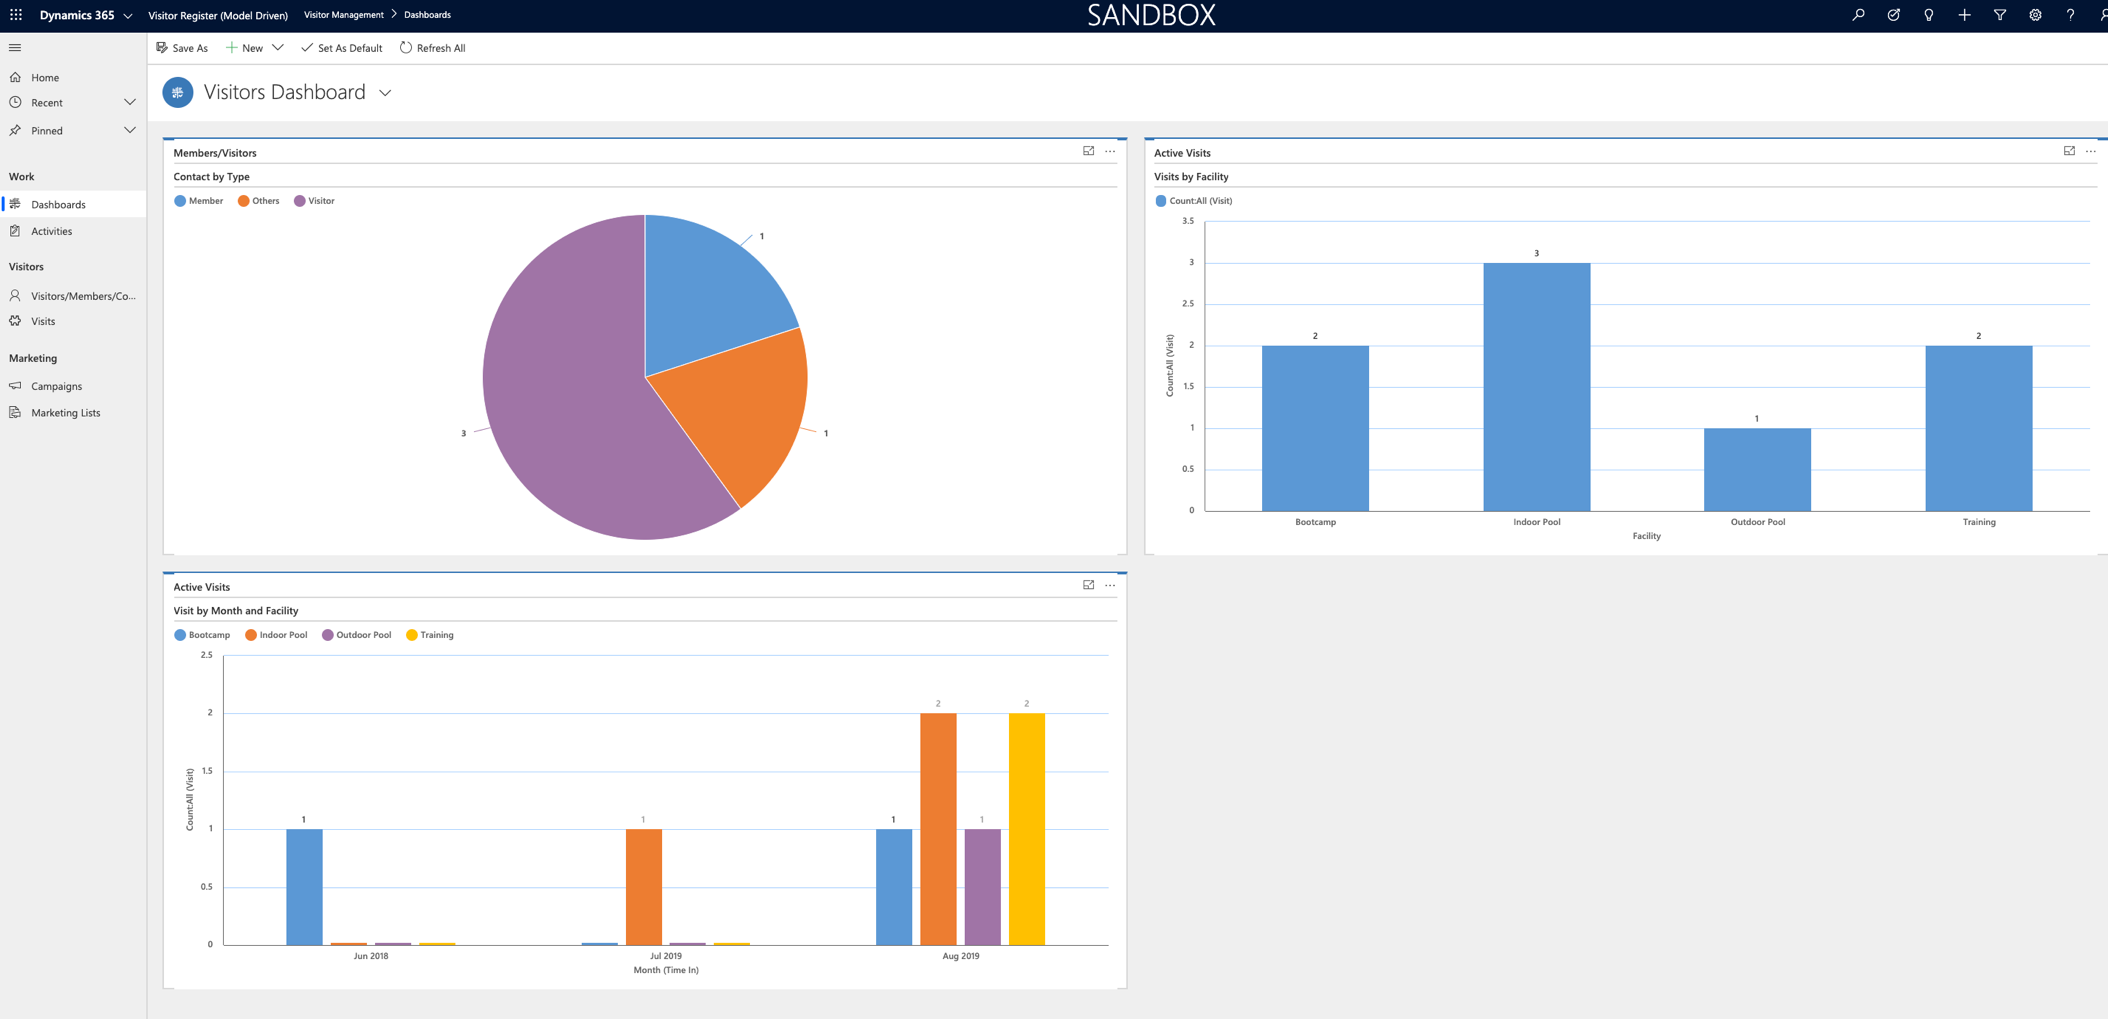 Dynamics 365 Visitor Register (Model Driven) Visitor Management Dashboards SANDBOX
Save As New Set As Default Refresh All
Home
Recent
Pinned
Work
Dashboards
Activities
Visitors
Visitors/Members/Co...
Visits
Marketing
Campaigns
Marketing Lists
Visitors Dashboard
Members/Visitors
Contact by Type
Member Others Visitor
1
1
3
Active Visits
Visits by Facility
Count:All (Visit)
3.5
3
2.5
2
1.5
1
0.5
0
Count:All (Visit)
2
3
1
2
Bootcamp Indoor Pool Outdoor Pool Training
Facility
Active Visits
Visit by Month and Facility
Bootcamp Indoor Pool Outdoor Pool Training
2.5
2
1.5
1
0.5
0
Count:All (Visit)
1
1
1
2
1
2
Jun 2018 Jul 2019 Aug 2019
Month (Time In)